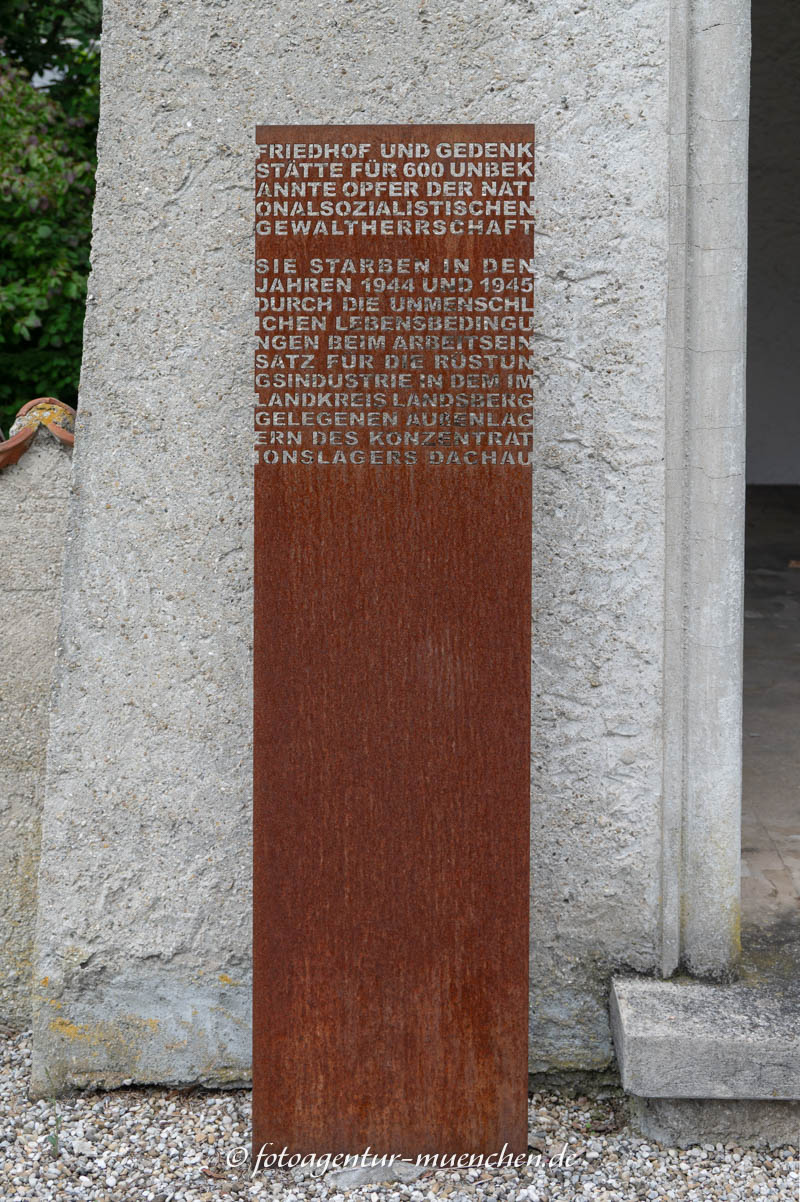 FRIEDHOF UND GEDENK
STÄTTE FÜR 600 UNBEK
ANNTE OPFER DER NATI
ONALSOZIALISTISCHEN
GEWALTHERRSCHAFT
SIE STARBEN IN DEN
JAHREN 1944 UND 1945
DURCH DIE UNMENSCHL
ICHEN LEBENSBEDINGU
NGEN BEIM ARBEITSEIN
SATZ FÜR DIE RÜSTUN
GSINDUSTRIE IN DEM IM
LANDKREIS LANDSBERG
GELEGENEN AUßENLAG
ERN DES KONZENTRAT
IONSLAGERS DACHAU
© fotoagentur-muenchen.de